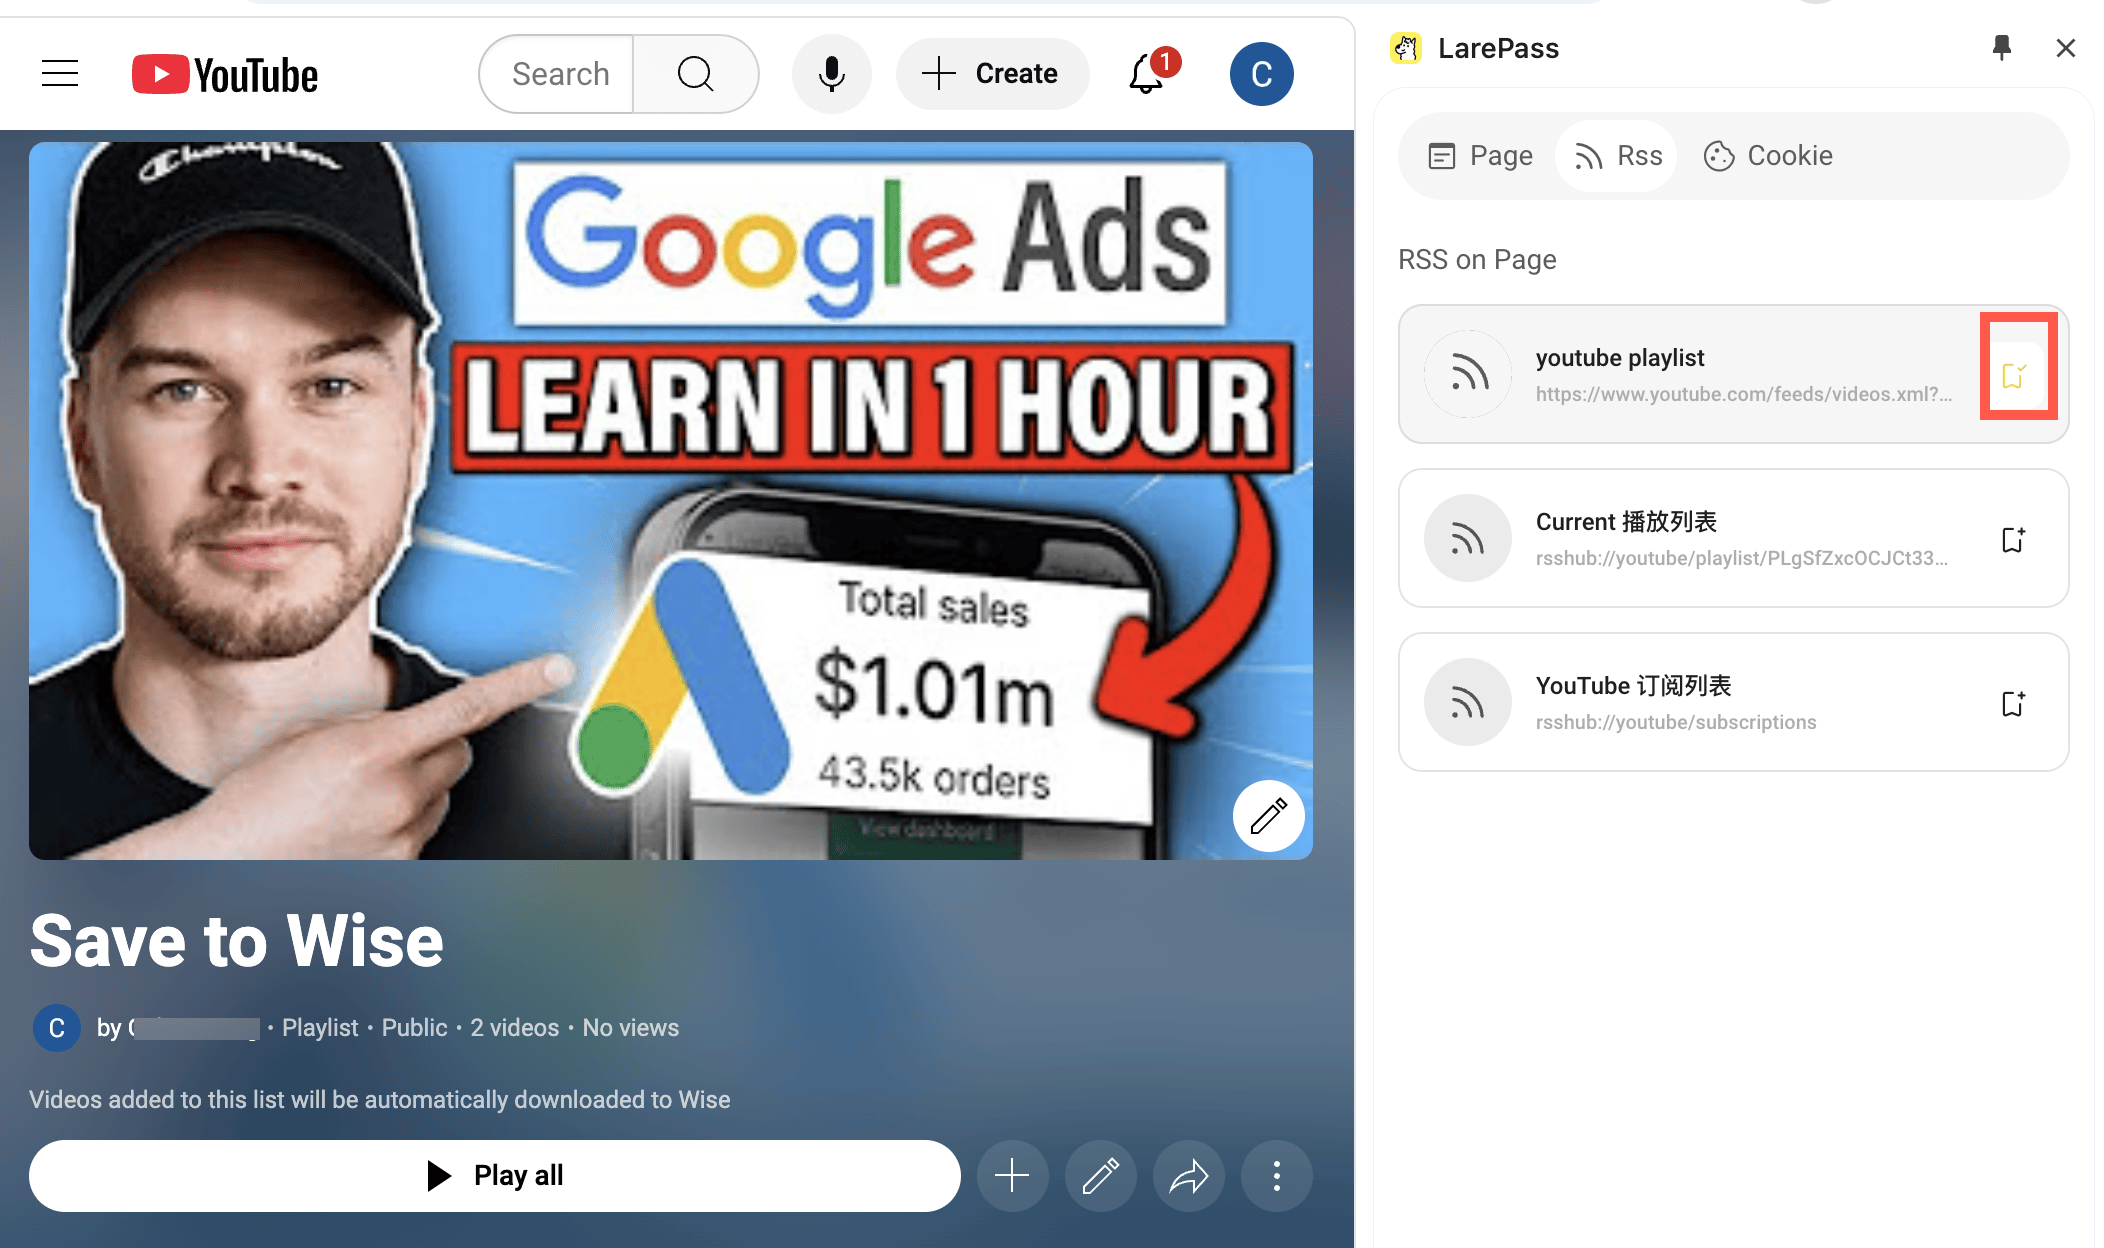 YouTube
Search
Create
1
C
Champion
Google Ads
LEARN IN 1 HOUR
Total sales
$1.01m
43.5k orders
View dashboard
Save to Wise
C
by
• Playlist • Public • 2 videos • No views
Videos added to this list will be automatically downloaded to Wise
Play all
LarePass
Page
Rss
Cookie
RSS on Page
youtube playlist
https://www.youtube.com/feeds/videos.xml?...
Current 播放列表
rsshub://youtube/playlist/PLgSfZxcOCJCt33...
YouTube 订阅列表
rsshub://youtube/subscriptions